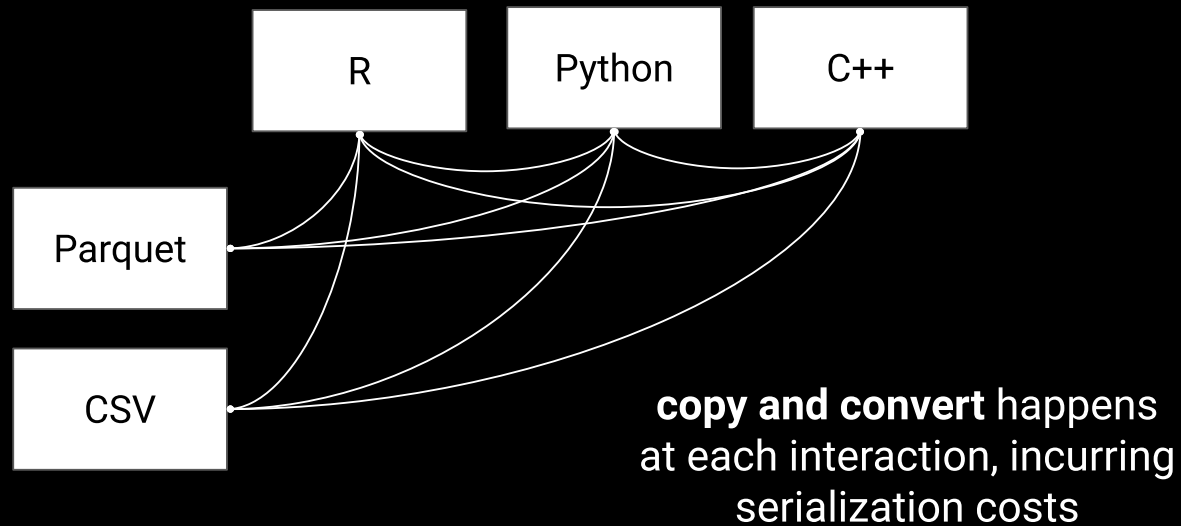 R
Python
C++
Parquet
CSV
copy and convert happens
at each interaction, incurring
serialization costs